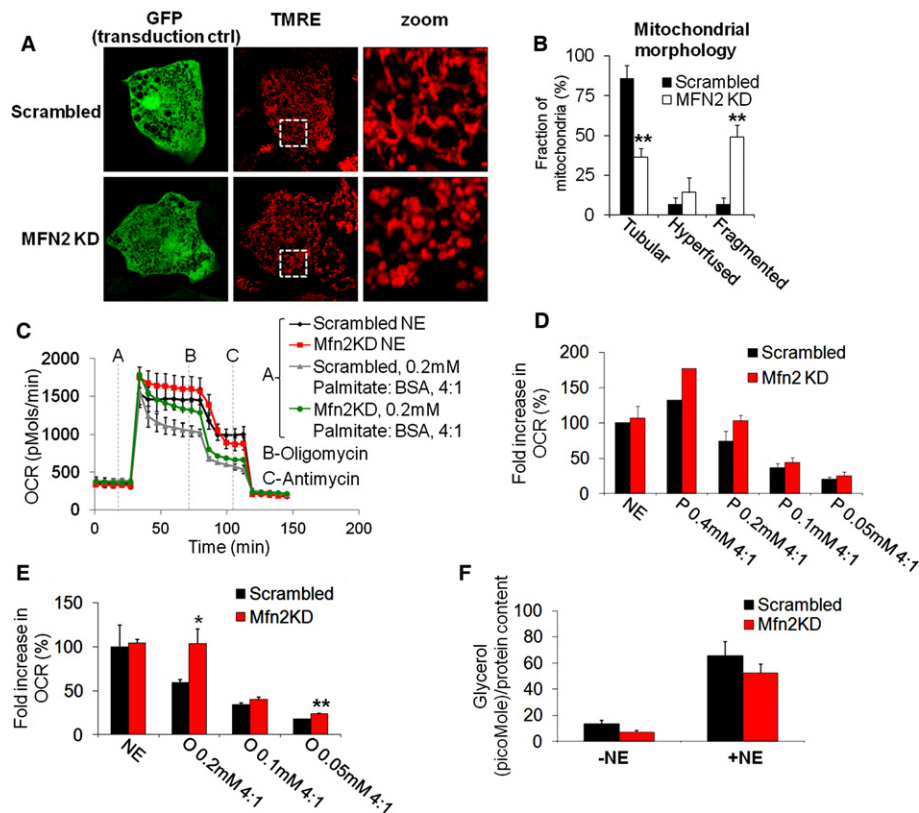 A
GFP
(transduction ctrl)
TMRE
zoom
Scrambled
MFN2 KD
B
Mitochondrial
morphology
Scrambled
MFN2 KD
Fraction of
mitochondria (%)
100
75
50
25
0
**
**
Tubular
Hyperfused
Fragmented
C
A
B
C
OCR (pMols/min)
2000
1500
1000
500
0
0
50
100
150
200
Time (min)
A
Scrambled NE
Mfn2KD NE
Scrambled, 0.2mM
Palmitate: BSA, 4:1
Mfn2KD, 0.2mM
Palmitate: BSA, 4:1
B-Oligomycin
C-Antimycin
D
Scrambled
Mfn2 KD
Fold increase in
OCR (%)
200
150
100
50
0
NE
P 0.4mM 4:1
P 0.2mM 4:1
P 0.1mM 4:1
P 0.05mM 4:1
E
Scrambled
Mfn2KD
Fold increase in
OCR (%)
150
100
50
0
*
**
NE
O 0.2mM 4:1
O 0.1mM 4:1
O 0.05mM 4:1
F
Scrambled
Mfn2KD
Glycerol
(picoMole)/protein content
100
80
60
40
20
0
-NE
+NE